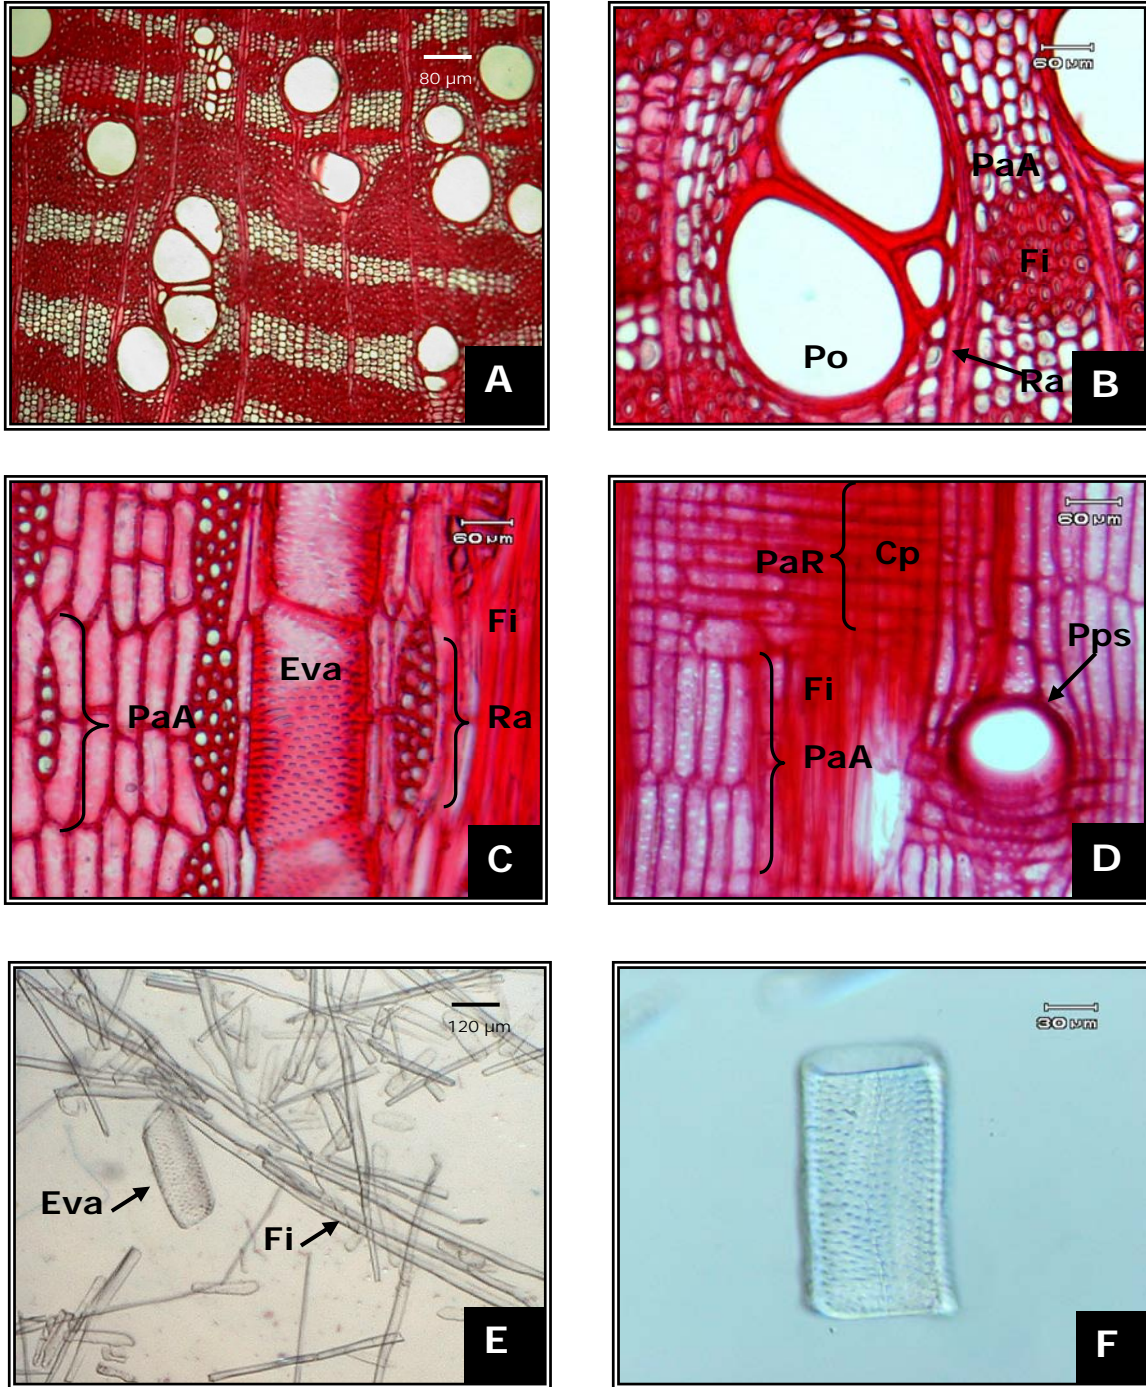 80 µm
A
60 µm
PaA
Fi
Po
Ra
B
60 µm
Fi
Eva
PaA
Ra
C
60 µm
PaR
Cp
Pps
Fi
PaA
D
120 µm
Eva
Fi
E
30 µm
F